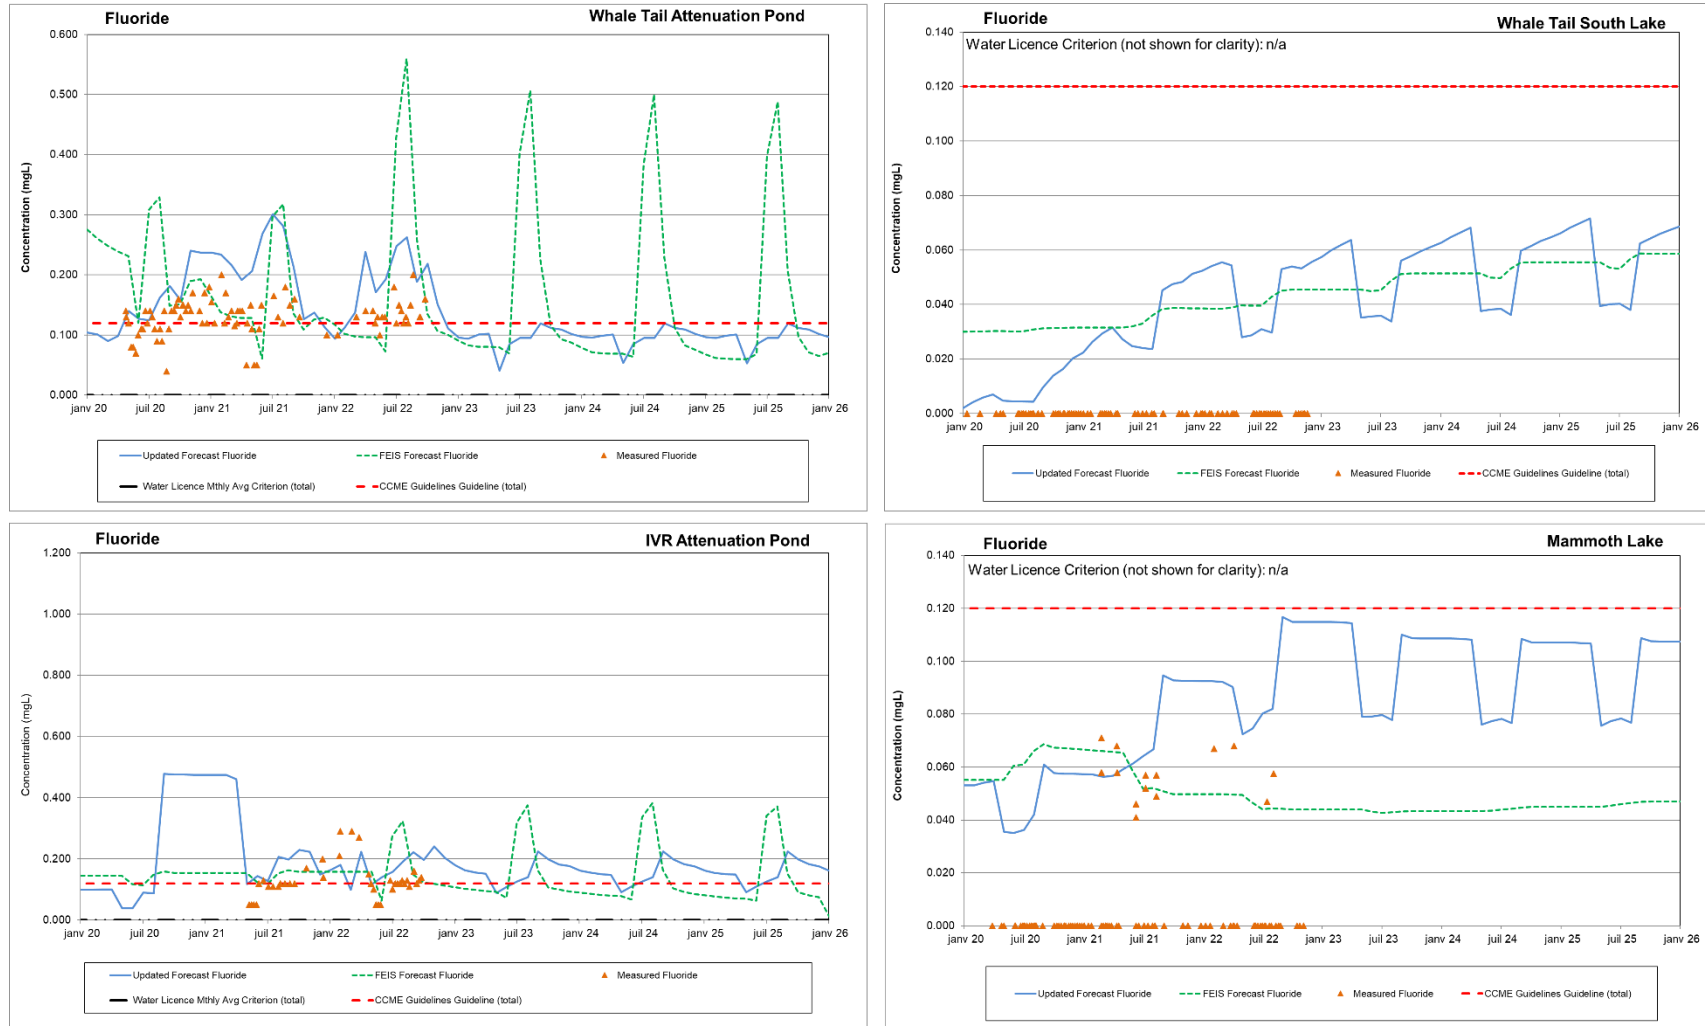 Fluoride
Whale Tail Attenuation Pond
0.600
0.500
0.400
0.300
0.200
0.100
0.000
Concentration (mg/L)
janv 20
juil 20
janv 21
juil 21
janv 22
juil 22
janv 23
juil 23
janv 24
juil 24
janv 25
juil 25
janv 26
Updated Forecast Fluoride
FEIS Forecast Fluoride
Measured Fluoride
Water Licence Mthly Avg Criterion (total)
CCME Guidelines Guideline (total)
Fluoride
Whale Tail South Lake
Water Licence Criterion (not shown for clarity): n/a
0.140
0.120
0.100
0.080
0.060
0.040
0.020
0.000
Concentration (mg/L)
janv 20
juil 20
janv 21
juil 21
janv 22
juil 22
janv 23
juil 23
janv 24
juil 24
janv 25
juil 25
janv 26
Updated Forecast Fluoride
FEIS Forecast Fluoride
Measured Fluoride
CCME Guidelines Guideline (total)
Fluoride
IVR Attenuation Pond
1.200
1.000
0.800
0.600
0.400
0.200
0.000
Concentration (mg/L)
janv 20
juil 20
janv 21
juil 21
janv 22
juil 22
janv 23
juil 23
janv 24
juil 24
janv 25
juil 25
janv 26
Updated Forecast Fluoride
FEIS Forecast Fluoride
Measured Fluoride
Water Licence Mthly Avg Criterion (total)
CCME Guidelines Guideline (total)
Fluoride
Mammoth Lake
Water Licence Criterion (not shown for clarity): n/a
0.140
0.120
0.100
0.080
0.060
0.040
0.020
0.000
Concentration (mg/L)
janv 20
juil 20
janv 21
juil 21
janv 22
juil 22
janv 23
juil 23
janv 24
juil 24
janv 25
juil 25
janv 26
Updated Forecast Fluoride
FEIS Forecast Fluoride
Measured Fluoride
CCME Guidelines Guideline (total)